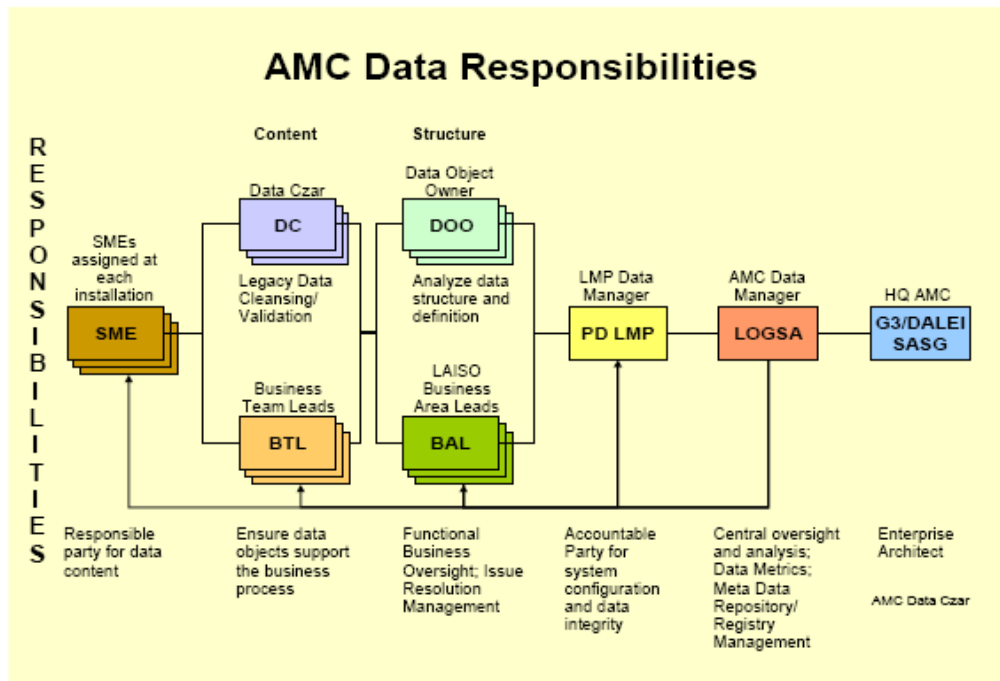 AMC Data Responsibilities
RESPONSIBILITIES
Content
Structure
SMEs
assigned at
each
installation
SME
Responsible
party for data
content
Data Czar
DC
Legacy Data
Cleansing/
Validation
Business
Team Leads
BTL
Ensure data
objects support
the business
process
Data Object
Owner
DOO
Analyze data
structure and
definition
LAISO
Business
Area Leads
BAL
Functional
Business
Oversight; Issue
Resolution
Management
LMP Data
Manager
PD LMP
Accountable
Party for
system
configuration
and data
integrity
AMC Data
Manager
LOGSA
Central oversight
and analysis;
Data Metrics;
Meta Data
Repository/
Registry
Management
HQ AMC
G3/DALEI
SASG
Enterprise
Architect
AMC Data Czar